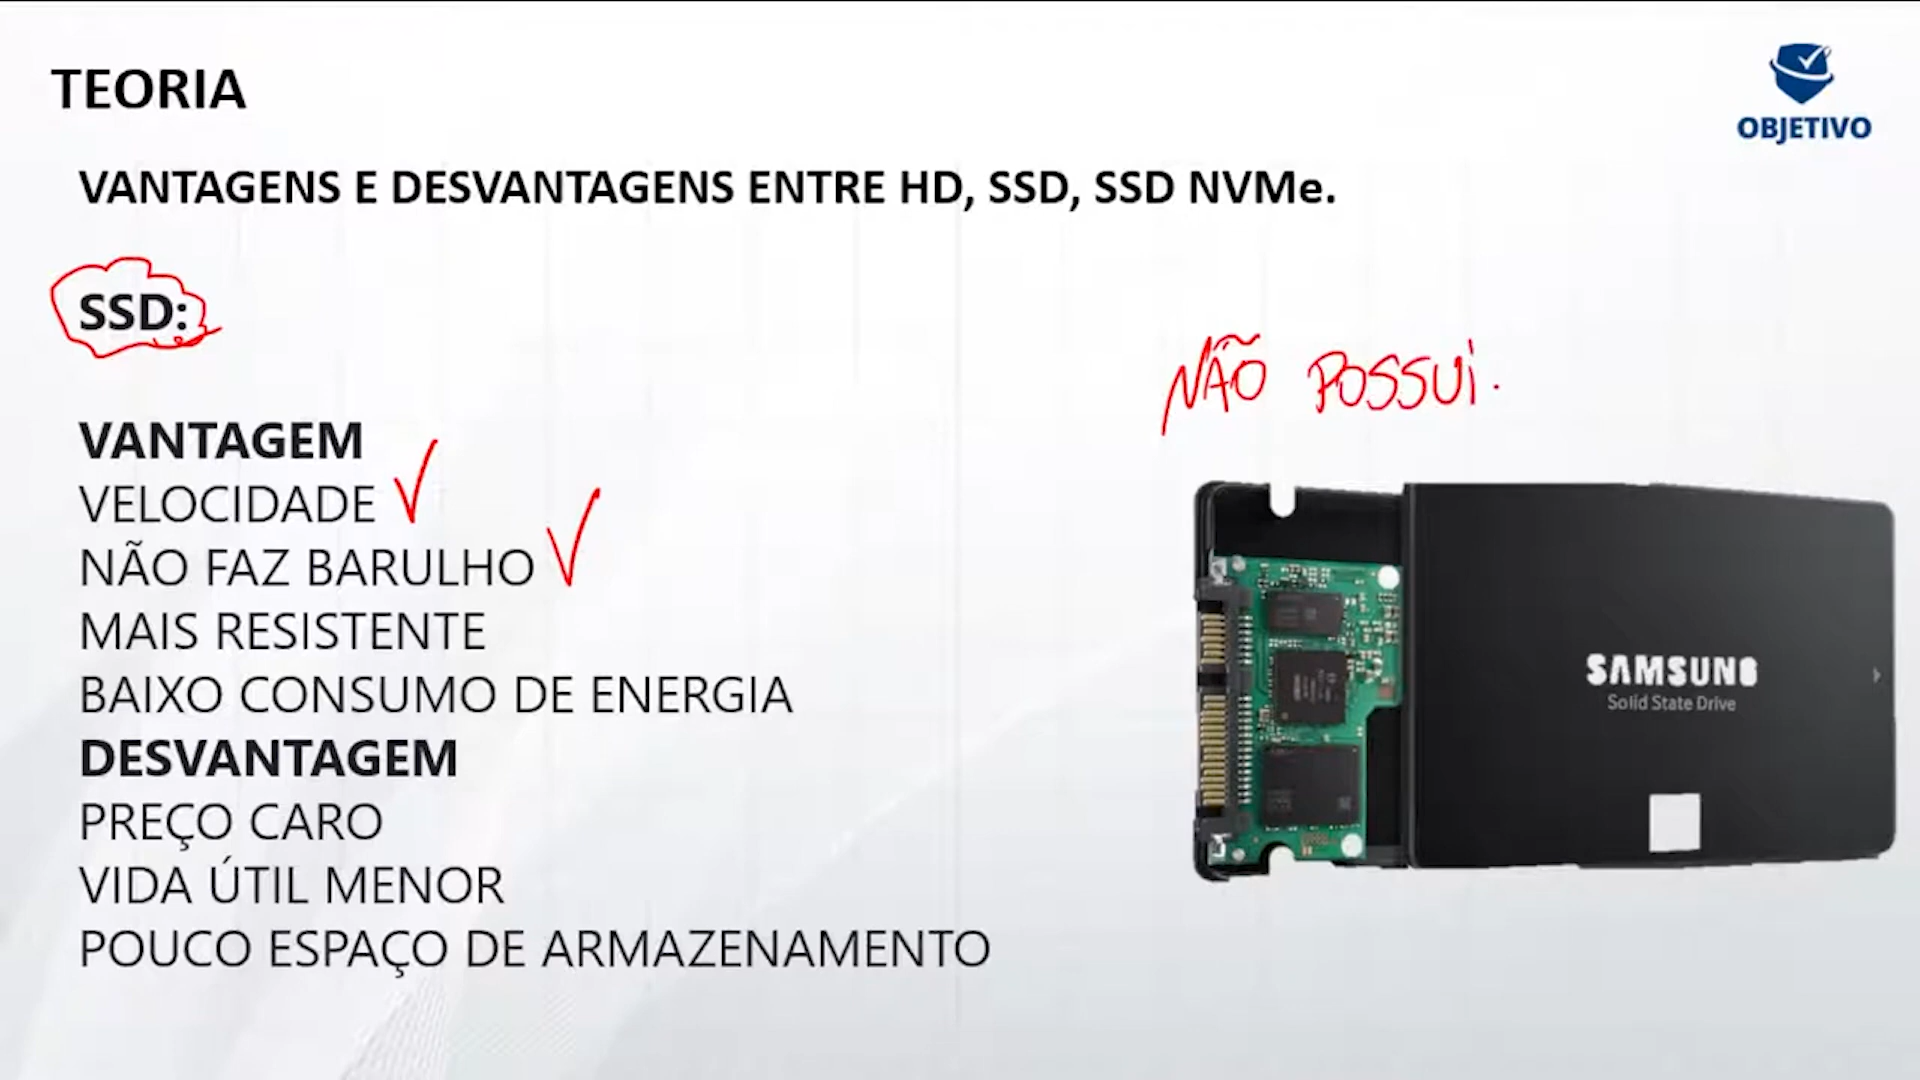 TEORIA
OBJETIVO
VANTAGENS E DESVANTAGENS ENTRE HD, SSD, SSD NVMe.
SSD:
NÃO POSSUI.
VANTAGEM
VELOCIDADE
NÃO FAZ BARULHO
MAIS RESISTENTE
BAIXO CONSUMO DE ENERGIA
DESVANTAGEM
PREÇO CARO
VIDA ÚTIL MENOR
POUCO ESPAÇO DE ARMAZENAMENTO
SAMSUNG
Solid State Drive